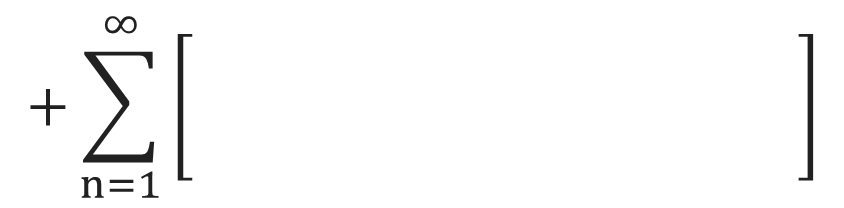 ∞
+ ∑ [ ]
n=1